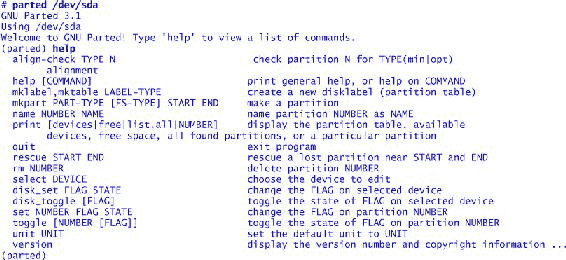 # parted /dev/sda
GNU Parted 3.1
Using /dev/sda
Welcome to GNU Parted! Type 'help' to view a list of commands.
(parted) help
align-check TYPE N check partition N for TYPE(min|opt)
alignment
help [COMMAND] print general help, or help on COMMAND
mklabel,mktable LABEL-TYPE create a new disklabel (partition table)
mkpart PART-TYPE [FS-TYPE] START END make a partition
name NUMBER NAME name partition NUMBER as NAME
print [devices|free|list,all|NUMBER] display the partition table, available
devices, free space, all found partitions, or a particular partition
quit exit program
rescue START END rescue a lost partition near START and END
rm NUMBER delete partition NUMBER
select DEVICE choose the device to edit
disk_set FLAG STATE change the FLAG on selected device
disk_toggle [FLAG] toggle the state of FLAG on selected device
set NUMBER FLAG STATE change the FLAG on partition NUMBER
toggle [NUMBER [FLAG]] toggle the state of FLAG on partition NUMBER
unit UNIT set the default unit to UNIT
version display the version number and copyright information ...
(parted)